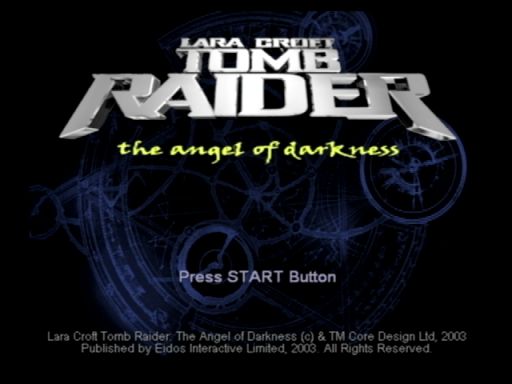 LARA CROFT
TOMB
RAIDER
the angel of darkness
Press START Button
Lara Croft Tomb Raider: The Angel of Darkness (c) & TM Core Design Ltd, 2003
Published by Eidos Interactive Limited, 2003. All Rights Reserved.